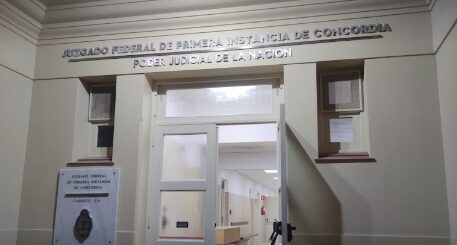 JUZGADO FEDERAL DE PRIMERA INSTANCIA DE CONCORDIA
PODER JUDICIAL DE LA NACION
JUZGADO FEDERAL
DE PRIMERA INSTANCIA
DE CONCORDIA